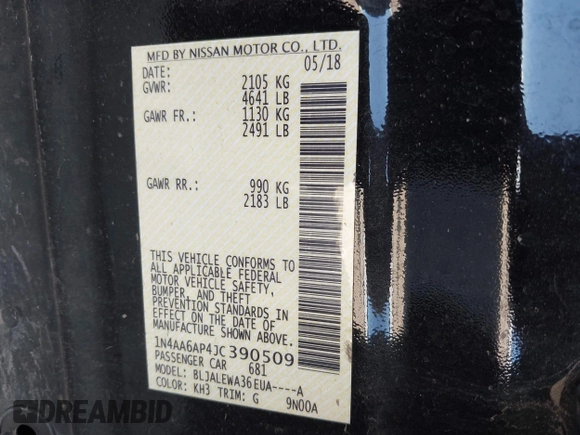 MFD BY NISSAN MOTOR CO., LTD.
DATE: 05/18
GVWR: 2105 KG
4641 LB
GAWR FR.: 1130 KG
2491 LB
GAWR RR.: 990 KG
2183 LB
THIS VEHICLE CONFORMS TO
ALL APPLICABLE FEDERAL
MOTOR VEHICLE SAFETY,
BUMPER, AND THEFT
PREVENTION STANDARDS IN
EFFECT ON THE DATE OF
MANUFACTURE SHOWN ABOVE.
1N4AA6AP4JC390509
PASSENGER CAR 681
MODEL: BLJALEWA36EUA----A
COLOR: KH3 TRIM: G 9N00A
DREAMBID